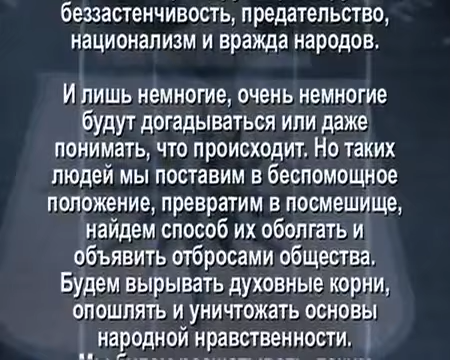 беззастенчивость, предательство,
национализм и вражда народов.
И лишь немногие, очень немногие
будут догадываться или даже
понимать, что происходит. Но таких
людей мы поставим в беспомощное
положение, превратим в посмешище,
найдем способ их оболгать и
объявить отбросами общества.
Будем вырывать духовные корни,
опошлять и уничтожать основы
народной нравственности.